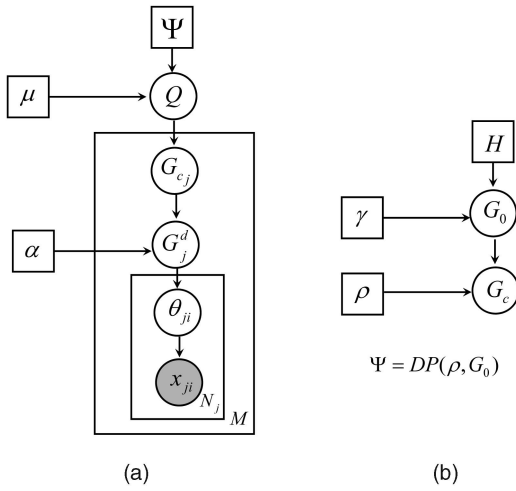 Ψ
μ
Q
G_{c_j}
α
G_j^d
θ_{ji}
x_{ji}
N_j
M
(a)
H
γ
G_0
ρ
G_c
Ψ = DP(ρ, G_0)
(b)